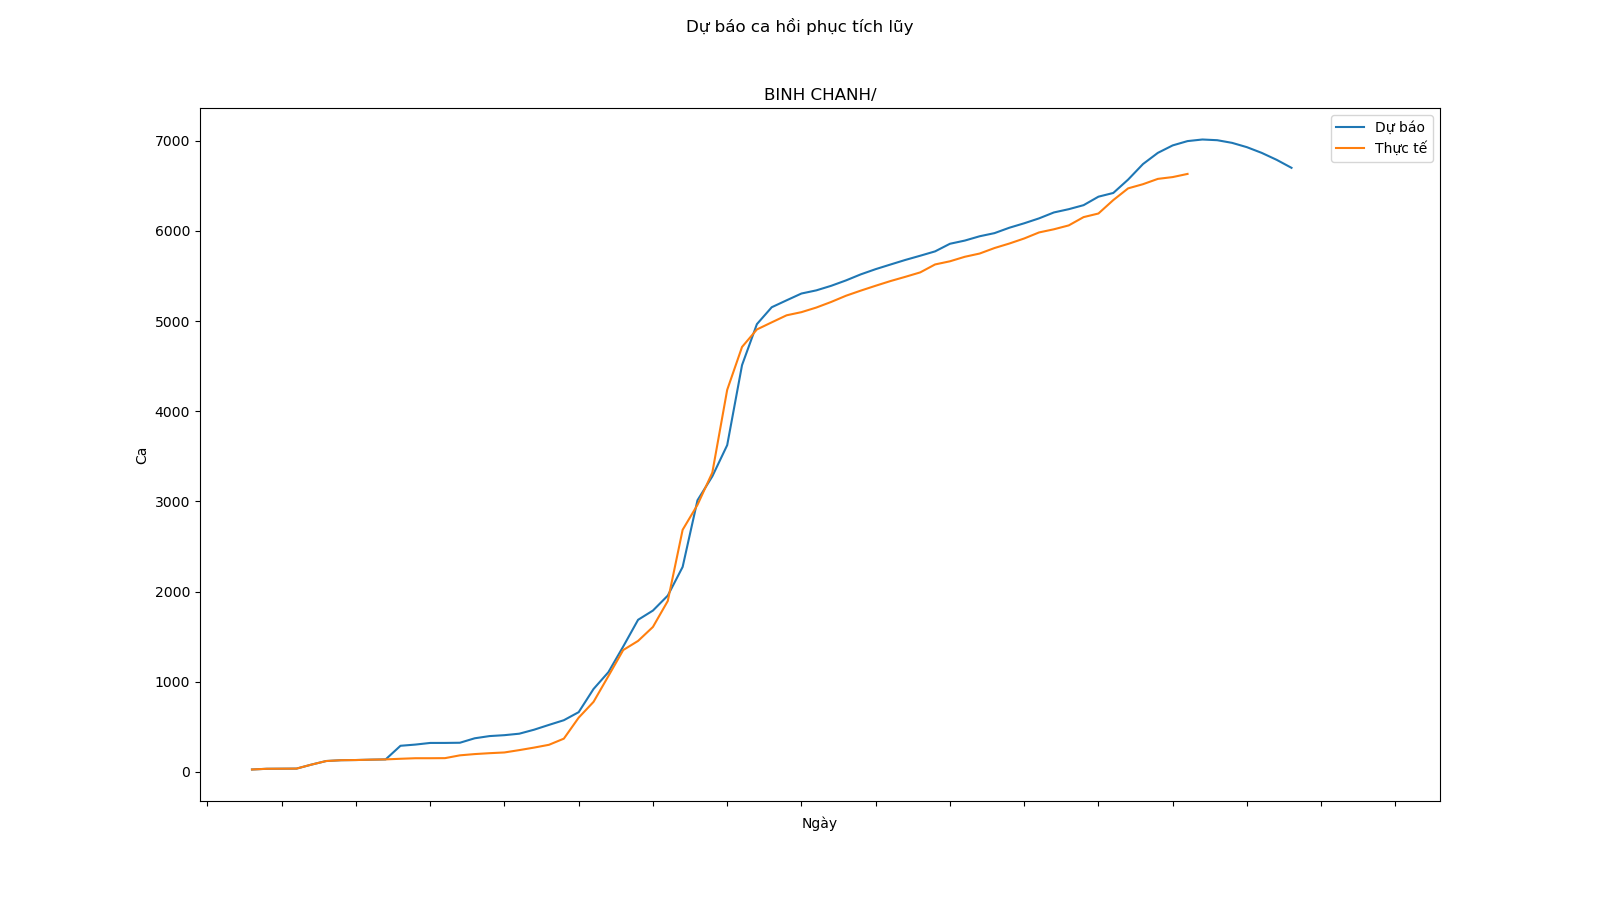 Dự báo ca hồi phục tích lũy
BINH CHANH/
Dự báo
Thực tế
7000
6000
5000
4000
3000
2000
1000
0
Ca
Ngày